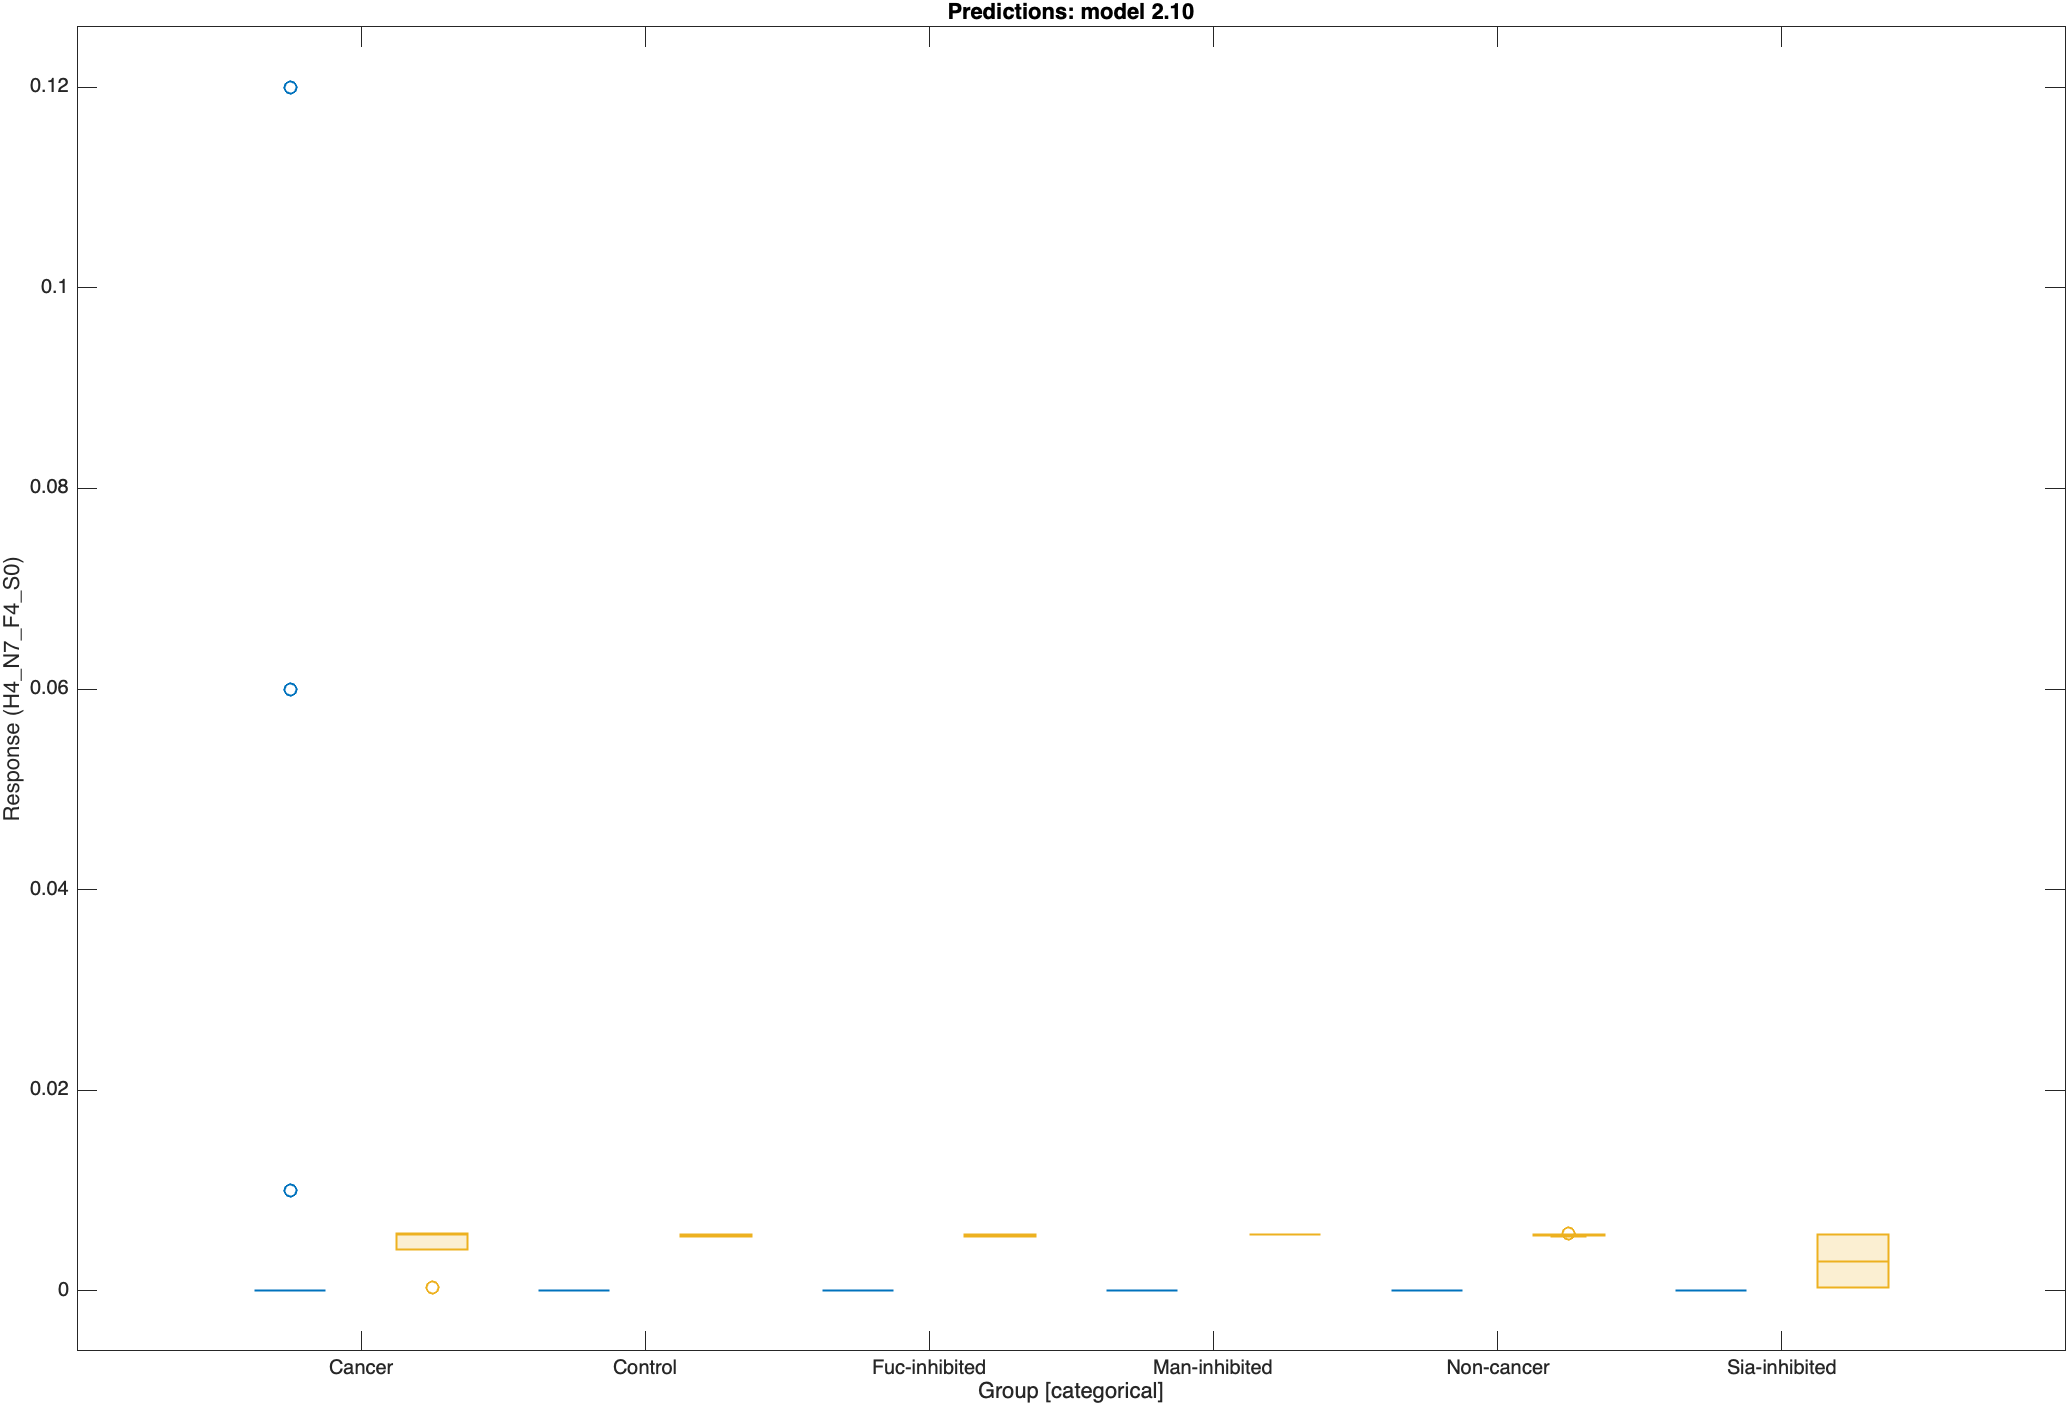 Predictions: model 2.10
0.12
0.1
0.08
0.06
0.04
0.02
0
Response (H4_N7_F4_S0)
Cancer Control Fuc-inhibited Man-inhibited Non-cancer Sia-inhibited
Group [categorical]